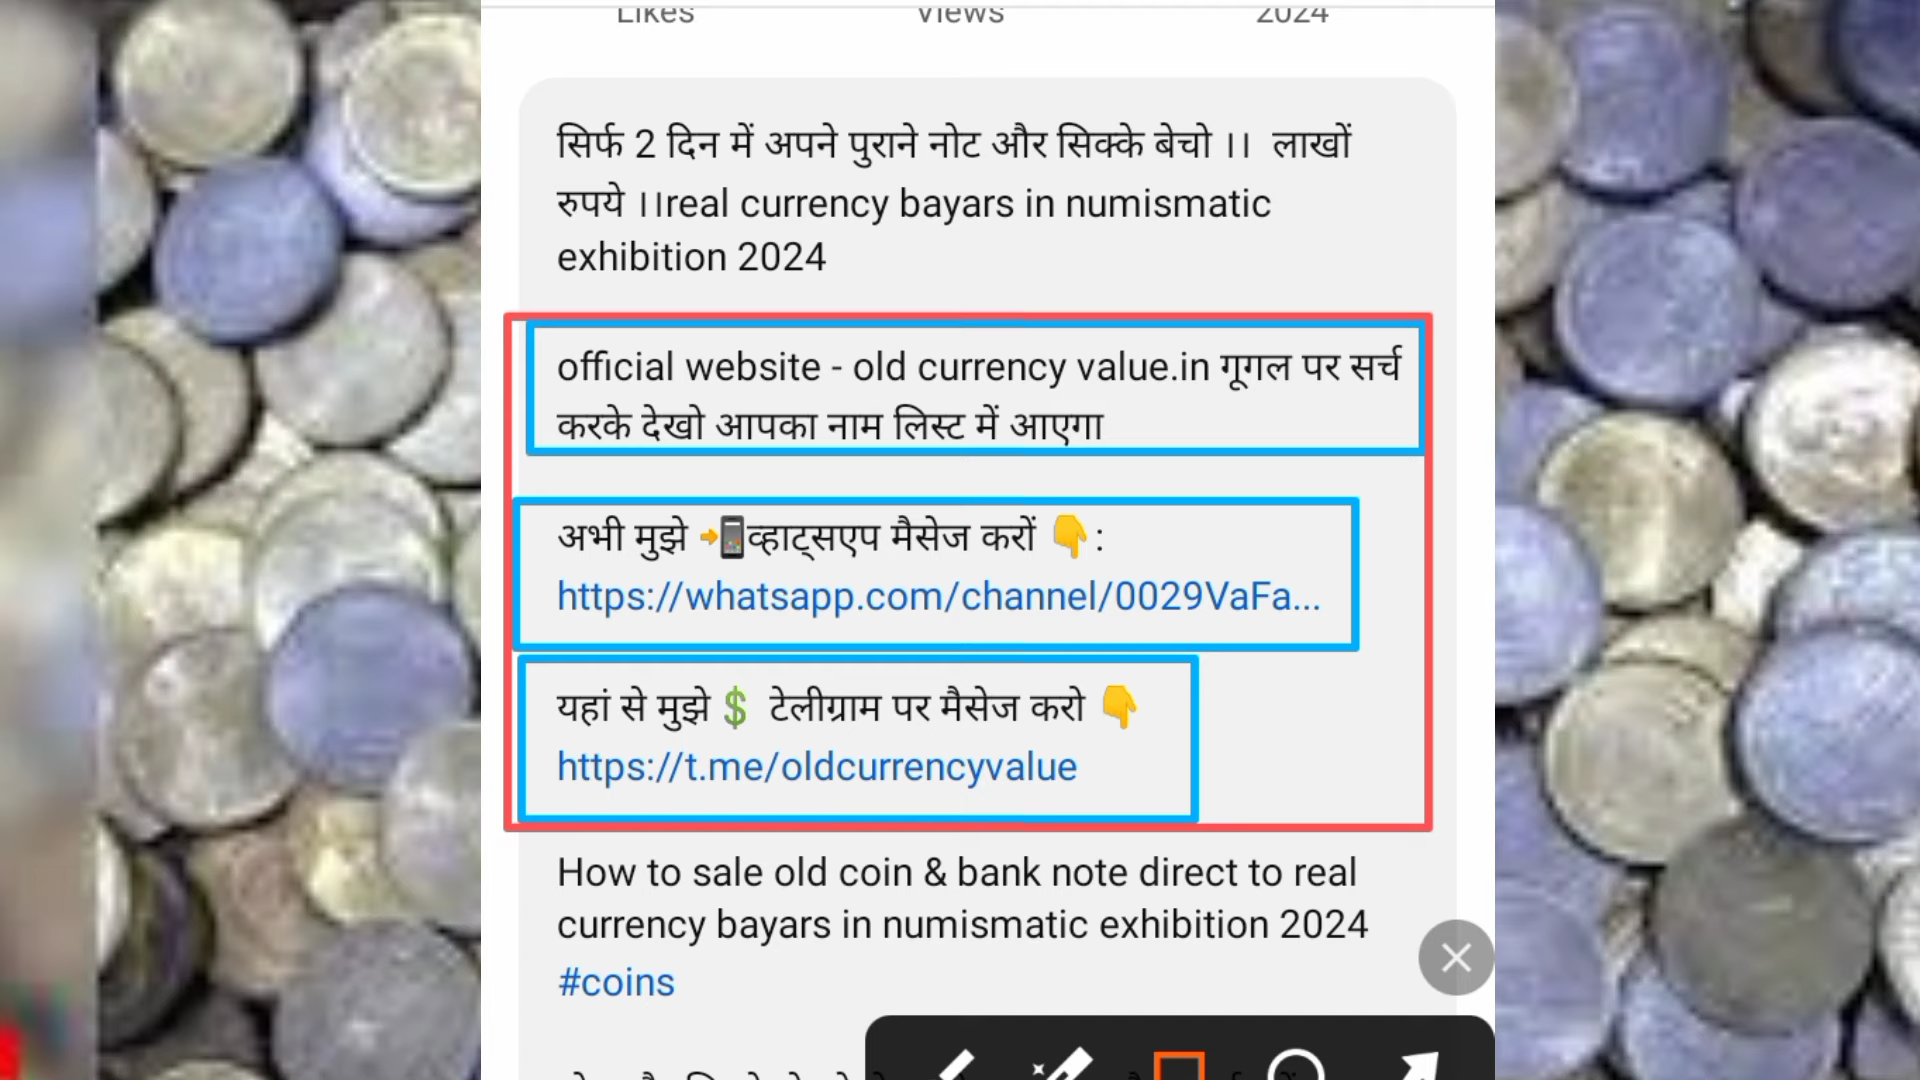 Likes Views 2024
सिर्फ 2 दिन में अपने पुराने नोट और सिक्के बेचो ।। लाखों
रुपये ।।real currency bayars in numismatic
exhibition 2024
official website - old currency value.in गूगल पर सर्च
करके देखो आपका नाम लिस्ट में आएगा
अभी मुझे 📲व्हाट्सएप मैसेज करों 👇:
https://whatsapp.com/channel/0029VaFa...
यहां से मुझे 💲 टेलीग्राम पर मैसेज करो 👇
https://t.me/oldcurrencyvalue
How to sale old coin & bank note direct to real
currency bayars in numismatic exhibition 2024
#coins